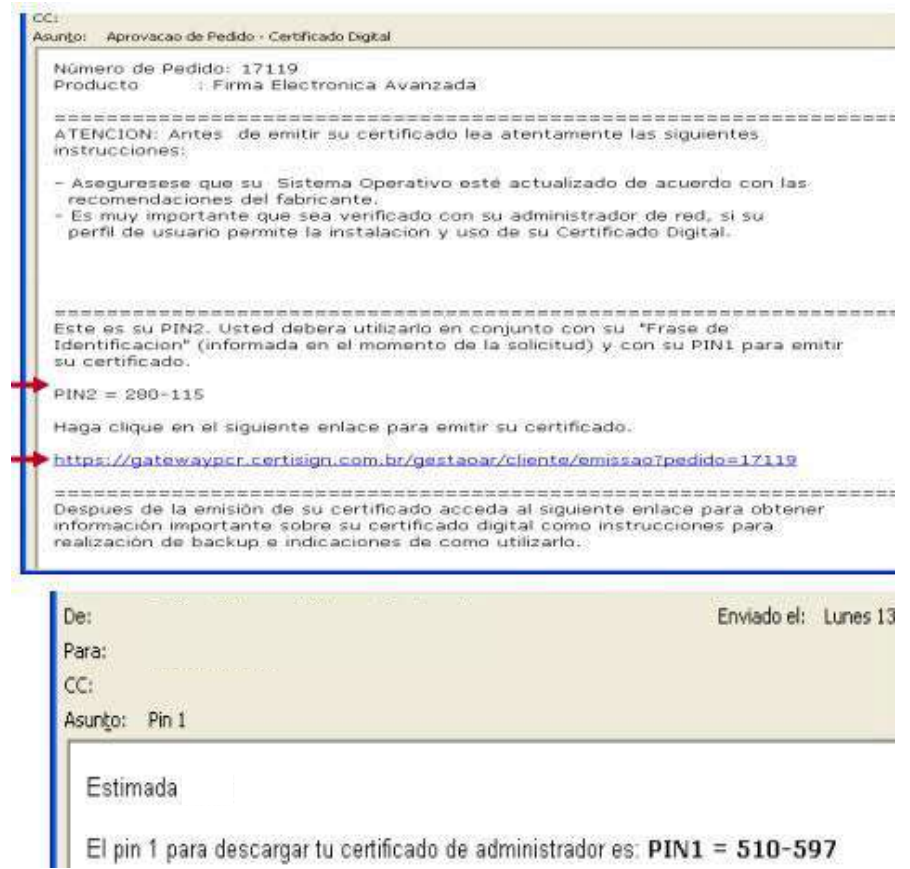 CC:
Asunto: Aprovacao de Pedido - Certificado Digital
Número de Pedido: 17119
Producto : Firma Electronica Avanzada
======================================================================
ATENCION: Antes de emitir su certificado lea atentamente las siguientes
instrucciones:
- Aseguresese que su Sistema Operativo esté actualizado de acuerdo con las
recomendaciones del fabricante.
- Es muy importante que sea verificado con su administrador de red, si su
perfil de usuario permite la instalacion y uso de su Certificado Digital.
======================================================================
Este es su PIN2. Usted debera utilizarlo en conjunto con su "Frase de
Identificacion" (informada en el momento de la solicitud) y con su PIN1 para emitir
su certificado.
PIN2 = 280-115
Haga clique en el siguiente enlace para emitir su certificado.
https://gatewaypcr.certisign.com.br/gestaoar/cliente/emissao?pedido=17119
======================================================================
Despues de la emisión de su certificado acceda al siguiente enlace para obtener
información importante sobre su certificado digital como instrucciones para
realización de backup e indicaciones de como utilizarlo.
De: Enviado el: Lunes 13
Para:
CC:
Asunto: Pin 1
Estimada
El pin 1 para descargar tu certificado de administrador es: PIN1 = 510-597